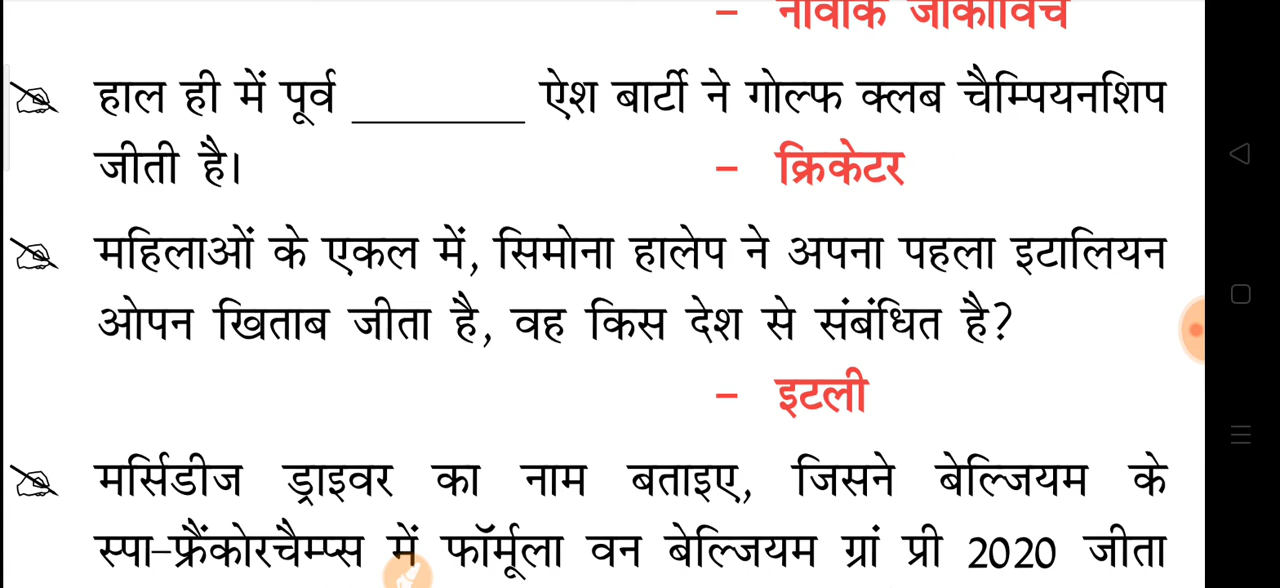 – नोवाक जोकोविच
हाल ही में पूर्व ________ ऐश बार्टी ने गोल्फ क्लब चैम्पियनशिप
जीती है। – क्रिकेटर
महिलाओं के एकल में, सिमोना हालेप ने अपना पहला इटालियन
ओपन खिताब जीता है, वह किस देश से संबंधित है?
– इटली
मर्सिडीज ड्राइवर का नाम बताइए, जिसने बेल्जियम के
स्पा-फ्रैंकोरचैम्प्स में फॉर्मूला वन बेल्जियम ग्रां प्री 2020 जीता